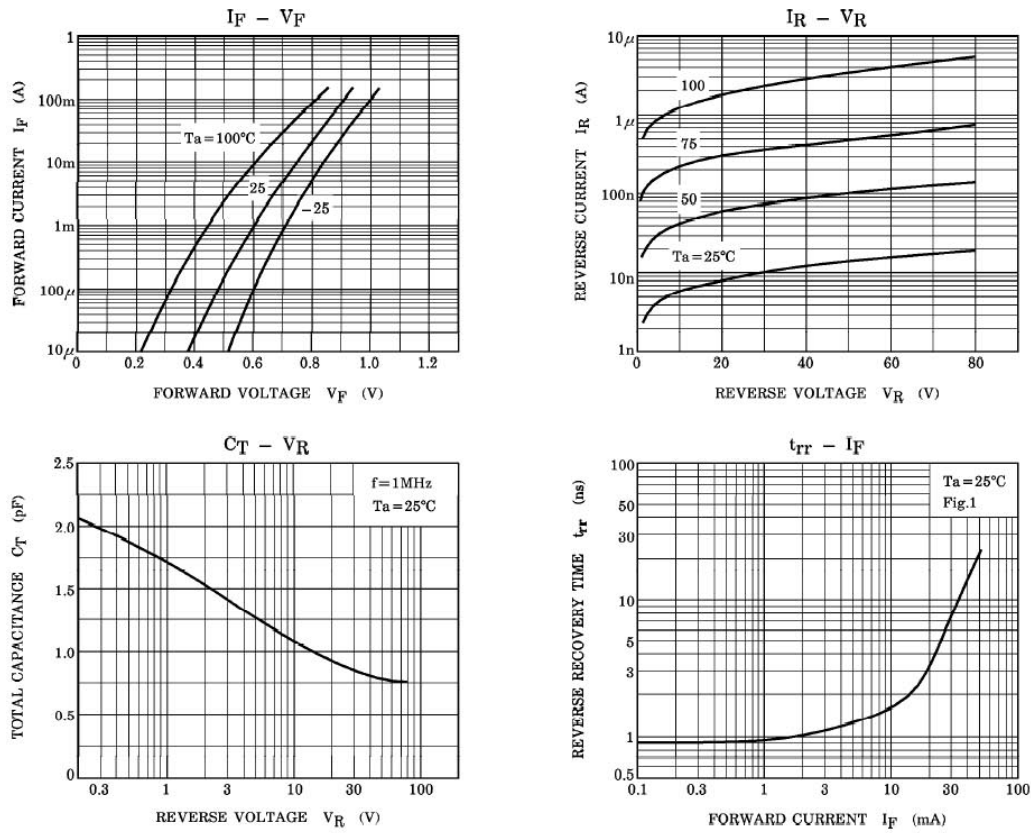 IF – VF
FORWARD CURRENT IF (A)
1
100m
10m
1m
100μ
10μ
Ta=100℃
25
-25
0 0.2 0.4 0.6 0.8 1.0 1.2
FORWARD VOLTAGE VF (V)
IR – VR
REVERSE CURRENT IR (A)
10μ
1μ
100n
10n
1n
100
75
50
Ta=25℃
0 20 40 60 80
REVERSE VOLTAGE VR (V)
CT – VR
TOTAL CAPACITANCE CT (pF)
2.5
2.0
1.5
1.0
0.5
0
f=1MHz
Ta=25℃
0.3 1 3 10 30 100
REVERSE VOLTAGE VR (V)
trr – IF
REVERSE RECOVERY TIME trr (ns)
100
50
30
10
5
3
1
0.5
Ta=25℃
Fig.1
0.1 0.3 1 3 10 30 100
FORWARD CURRENT IF (mA)